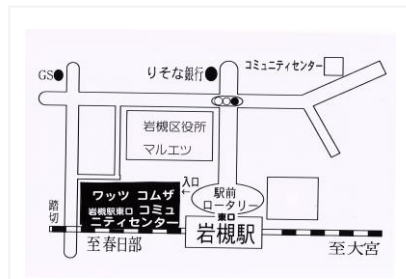 コミュニティセンター
GS
りそな銀行
岩槻区役所
マルエツ
入口
←
ワッツ コムザ
岩槻駅東口 コミュ
ニティセンター
駅前
ロータリー
東口
岩槻駅
踏切
至春日部
至大宮